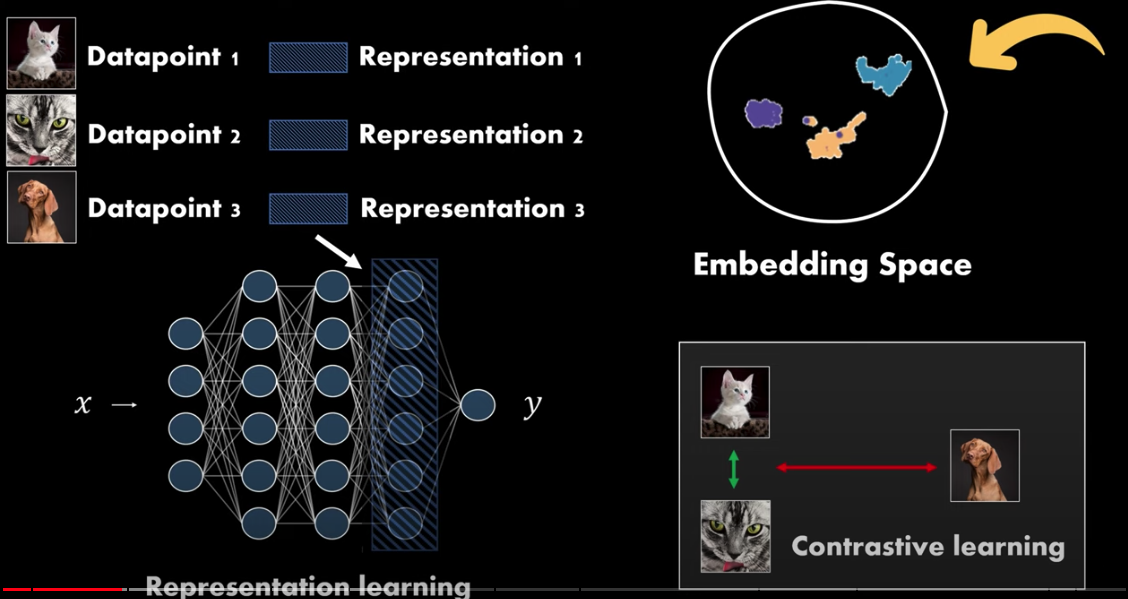 Datapoint 1 Representation 1
Datapoint 2 Representation 2
Datapoint 3 Representation 3
x → y
Representation learning
Embedding Space
Contrastive learning